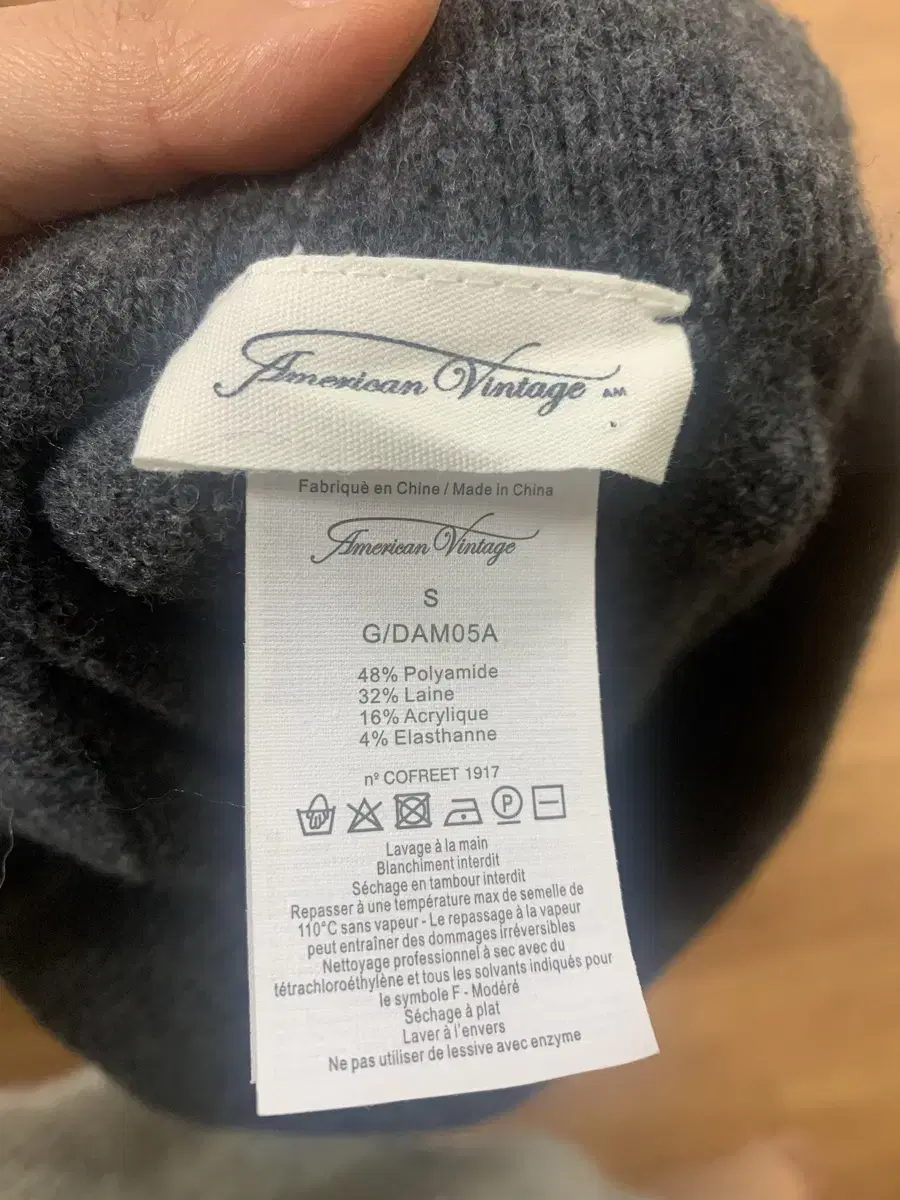 American Vintage AM
Fabriquè en Chine / Made in China
American Vintage
S
G/DAM05A
48% Polyamide
32% Laine
16% Acrylique
4% Elasthanne
nº COFREET 1917
P
Lavage à la main
Blanchiment interdit
Séchage en tambour interdit
Repasser à une température max de semelle de
110°C sans vapeur - Le repassage à la vapeur
peut entraîner des dommages irréversibles
Nettoyage professionnel à sec avec du
tétrachloroéthylène et tous les solvants indiqués pour
le symbole F - Modéré
Séchage à plat
Laver à l'envers
Ne pas utiliser de lessive avec enzyme